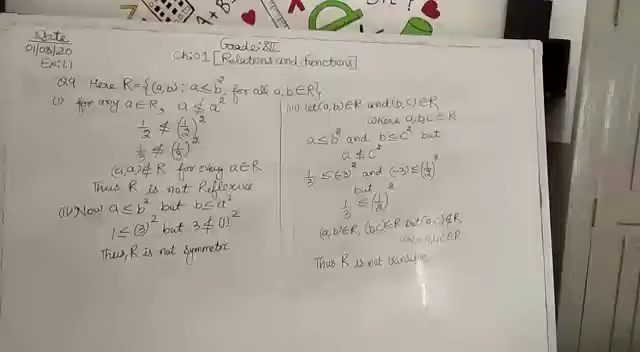 A+B
Date
01/08/20
Ex:1.1
Grade:XII
Ch:01 [Relations and Functions]
Q2 Here R={(a,b): a≤b², for all a,b∈R},
(i) for any a∈R, a≰a²
1/2 ≰ (1/2)²
1/3 ≰ (1/3)²
(a,a)∉R for every a∈R
Thus R is not Reflexive
(ii) Now a≤b² but b≤a²
1≤(3)² but 3≰(1)²
Thus, R is not symmetric
(iii) Let (a,b)∈R and (b,c)∈R
where a,b,c∈R
a≤b² and b≤c² but
a≰c²
1/3 ≤(-3)² and (-3)≤(1/2)²
but
1/3 ≤ (1/2)²
(a,b)∈R, (b,c)∈R but (a,c)∉R
a,b,c∈R
Thus R is not transitive